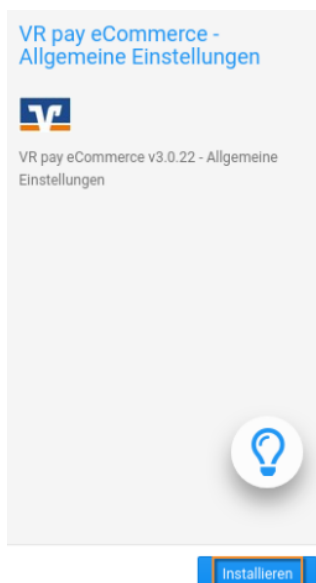 VR pay eCommerce -
Allgemeine Einstellungen
VR pay eCommerce v3.0.22 - Allgemeine
Einstellungen
Installieren